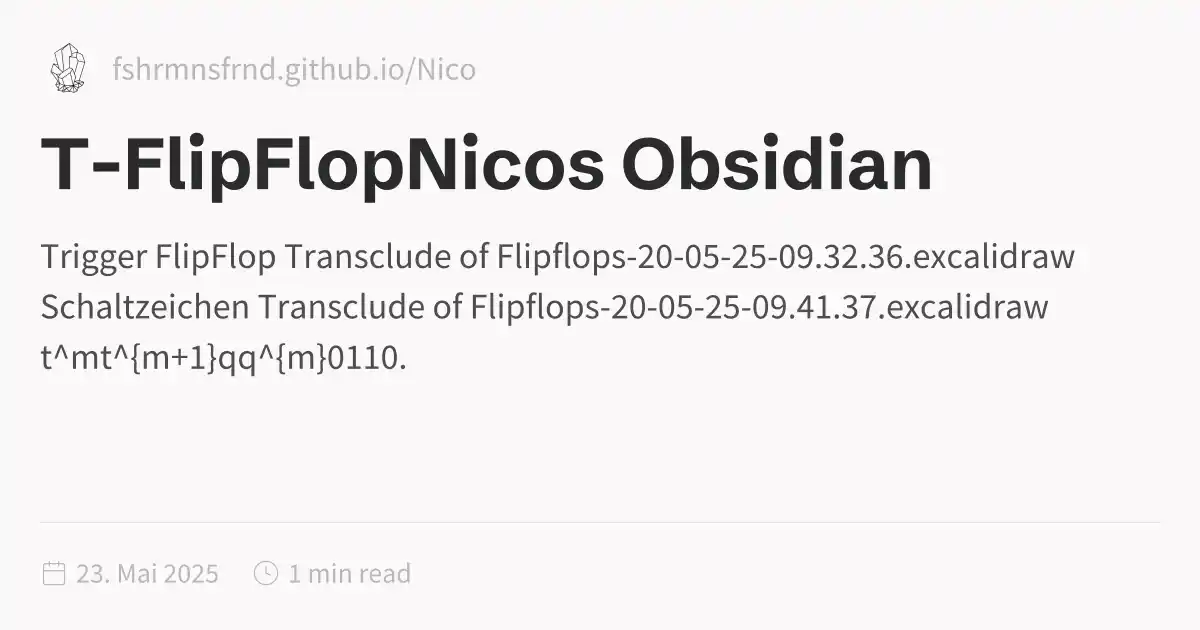 fshrmnsfrnd.github.io/Nico
T-FlipFlopNicos Obsidian
Trigger FlipFlop Transclude of Flipflops-20-05-25-09.32.36.excalidraw
Schaltzeichen Transclude of Flipflops-20-05-25-09.41.37.excalidraw
t^mt^{m+1}qq^{m}0110.
23. Mai 2025 1 min read